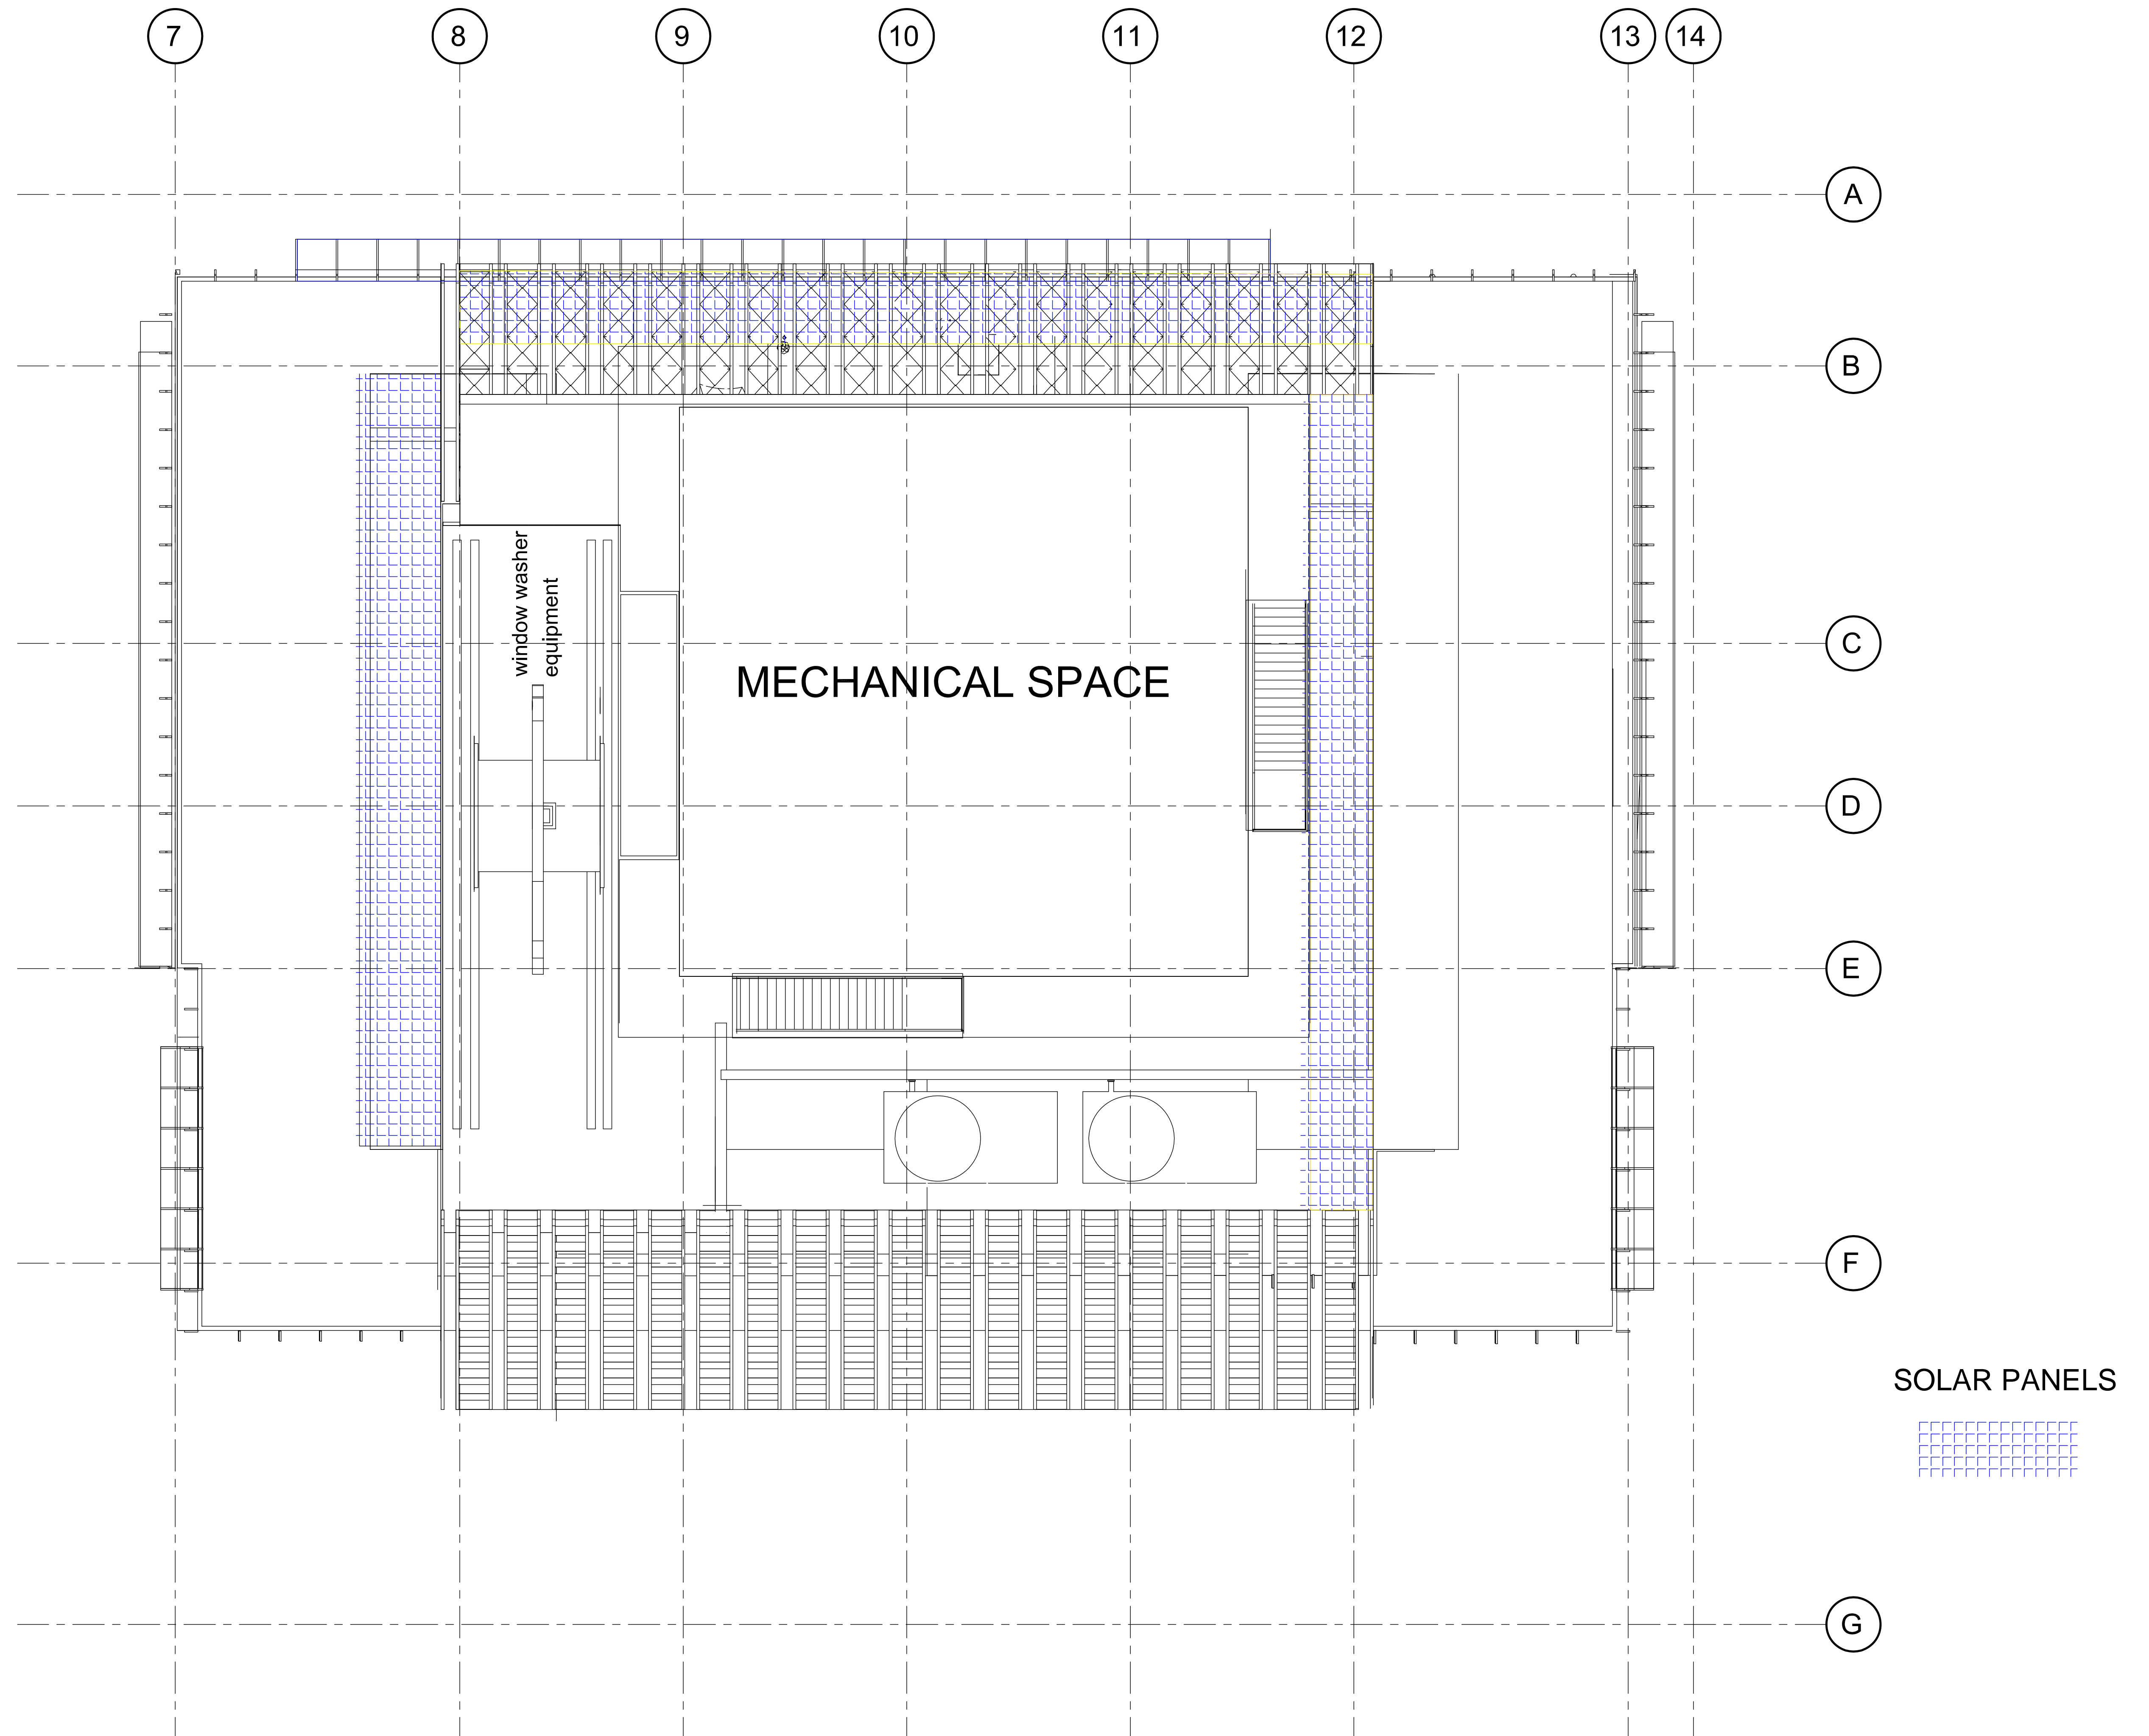 7 8 9 10 11 12 13 14
A
B
window washer
equipment
C
MECHANICAL SPACE
D
E
F
SOLAR PANELS
G